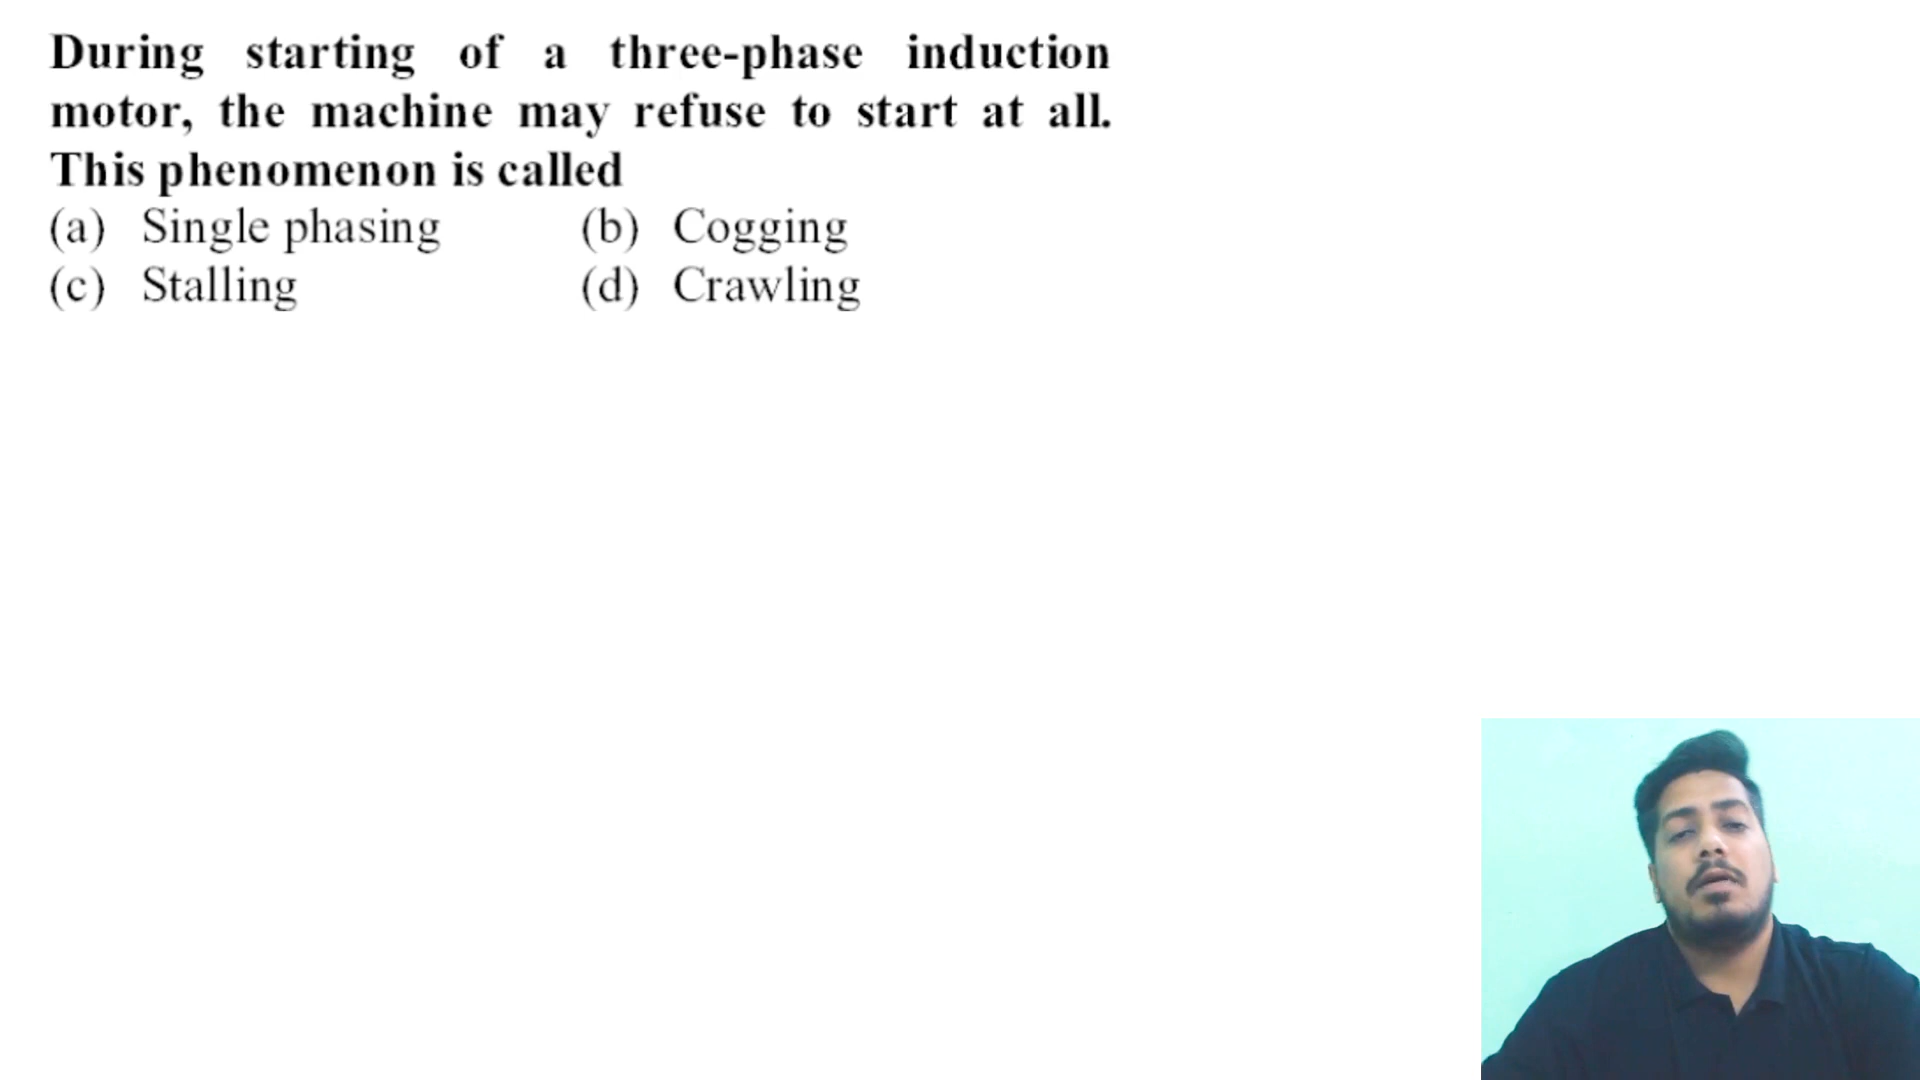 During starting of a three-phase induction
motor, the machine may refuse to start at all.
This phenomenon is called
(a) Single phasing (b) Cogging
(c) Stalling (d) Crawling